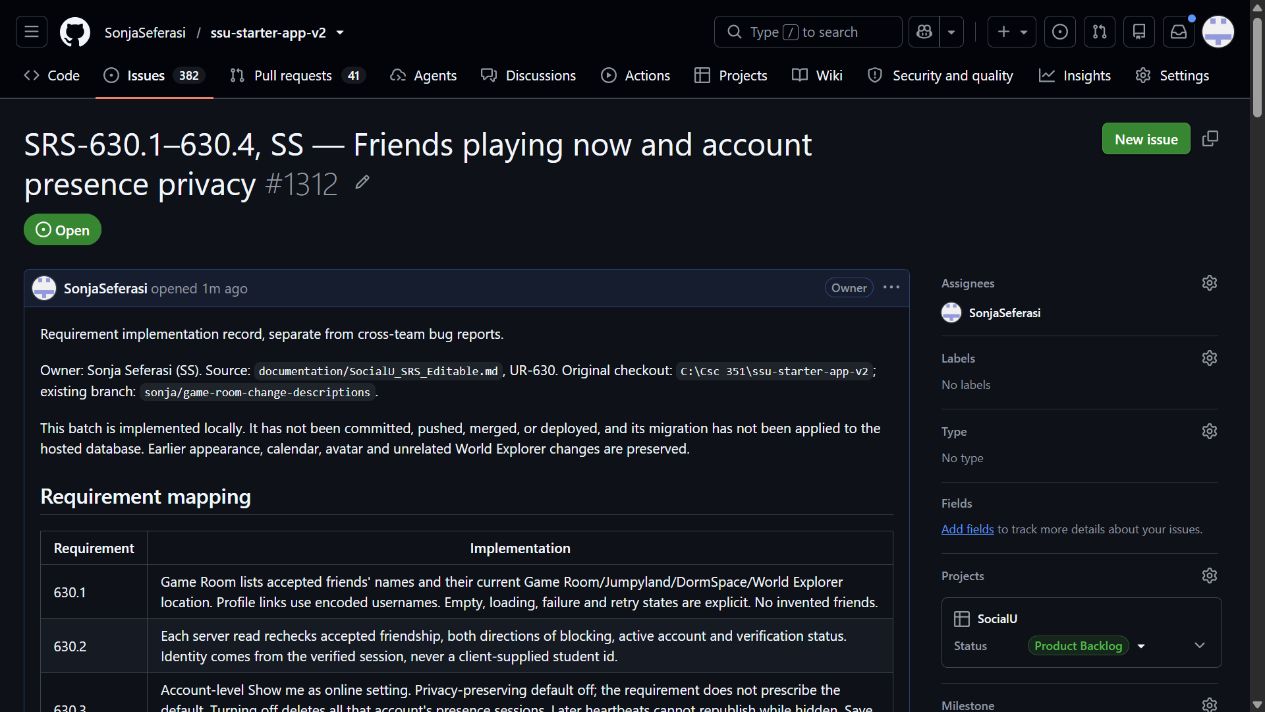 SonjaSeferasi / ssu-starter-app-v2
Type / to search
Code
Issues 382
Pull requests 41
Agents
Discussions
Actions
Projects
Wiki
Security and quality
Insights
Settings
SRS-630.1–630.4, SS — Friends playing now and account
presence privacy #1312
New issue
Open
SonjaSeferasi opened 1m ago
Owner
Requirement implementation record, separate from cross-team bug reports.
Owner: Sonja Seferasi (SS). Source: documentation/SocialU_SRS_Editable.md, UR-630. Original checkout: C:\Csc 351\ssu-starter-app-v2;
existing branch: sonja/game-room-change-descriptions.
This batch is implemented locally. It has not been committed, pushed, merged, or deployed, and its migration has not been applied to the
hosted database. Earlier appearance, calendar, avatar and unrelated World Explorer changes are preserved.
Requirement mapping
Requirement Implementation
630.1 Game Room lists accepted friends' names and their current Game Room/Jumpyland/DormSpace/World Explorer
location. Profile links use encoded usernames. Empty, loading, failure and retry states are explicit. No invented friends.
630.2 Each server read rechecks accepted friendship, both directions of blocking, active account and verification status.
Identity comes from the verified session, never a client-supplied student id.
630.3 Account-level Show me as online setting. Privacy-preserving default off; the requirement does not prescribe the
default. Turning off deletes all that account's presence sessions. Later heartbeats cannot republish while hidden. Save
Assignees
SonjaSeferasi
Labels
No labels
Type
No type
Fields
Add fields to track more details about your issues.
Projects
SocialU
Status Product Backlog
Milestone